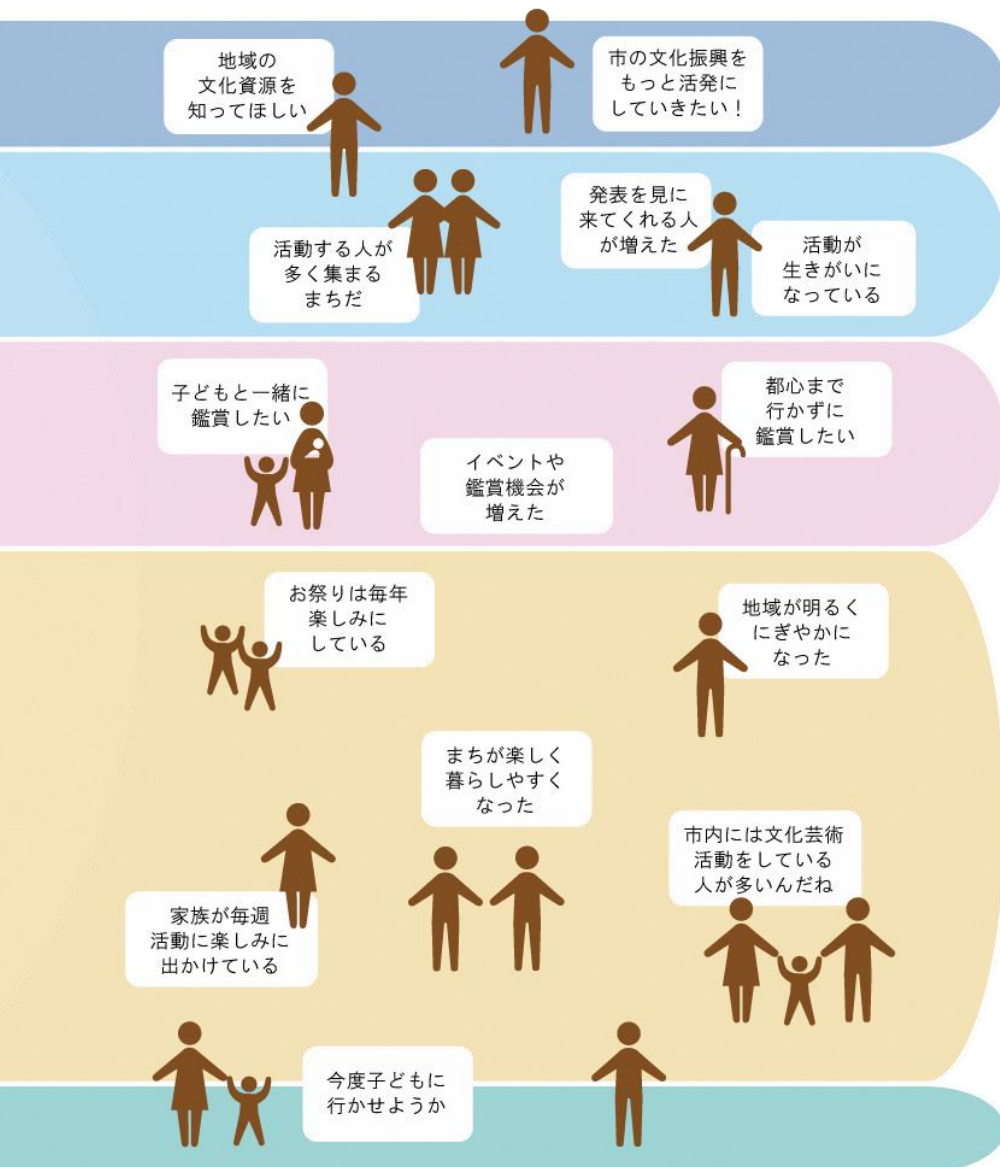 地域の
文化資源を
知ってほしい
市の文化振興を
もっと活発に
していきたい！
活動する人が
多く集まる
まちだ
発表を見に
来てくれる人
が増えた
活動が
生きがいに
なっている
子どもと一緒に
鑑賞したい
イベントや
鑑賞機会が
増えた
都心まで
行かずに
鑑賞したい
お祭りは毎年
楽しみに
している
地域が明るく
にぎやかに
なった
まちが楽しく
暮らしやすく
なった
市内には文化芸術
活動をしている
人が多いんだね
家族が毎週
活動に楽しみに
出かけている
今度子どもに
行かせようか